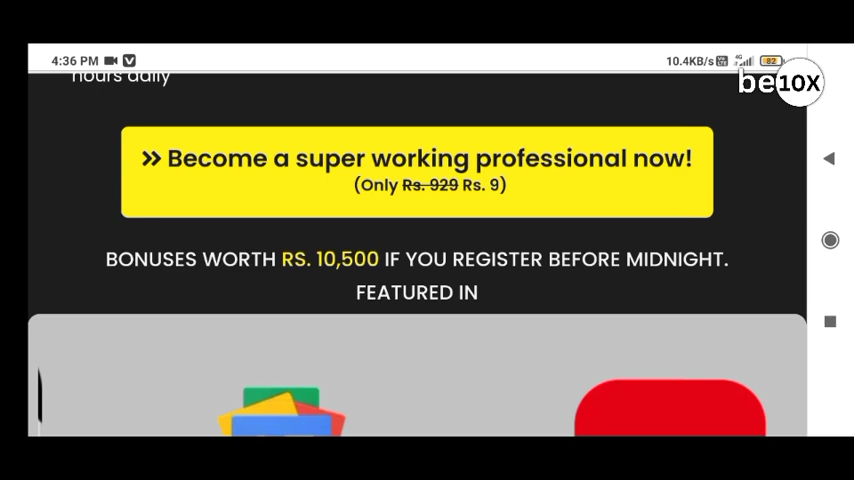 4:36 PM
10.4KB/s 4G 82
be10X
hours daily
Become a super working professional now!
(Only Rs. 929 Rs. 9)
BONUSES WORTH RS. 10,500 IF YOU REGISTER BEFORE MIDNIGHT.
FEATURED IN